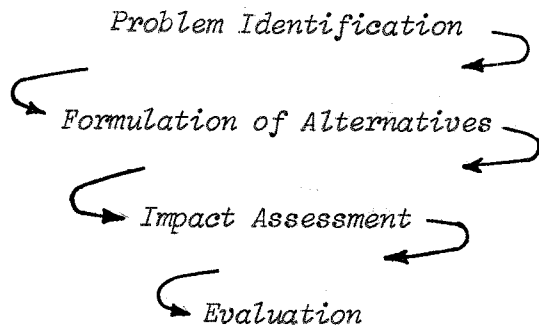 Problem Identification
Formulation of Alternatives
Impact Assessment
Evaluation